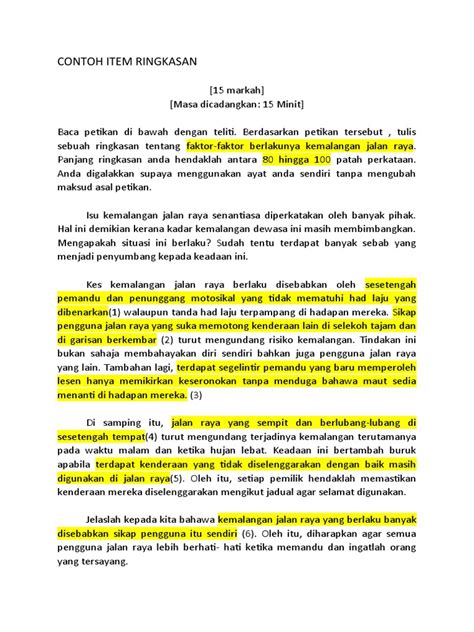 CONTOH ITEM RINGKASAN
[15 markah]
[Masa dicadangkan: 15 Minit]
Baca petikan di bawah dengan teliti. Berdasarkan petikan tersebut , tulis
sebuah ringkasan tentang faktor-faktor berlakunya kemalangan jalan raya.
Panjang ringkasan anda hendaklah antara 80 hingga 100 patah perkataan.
Anda digalakkan supaya menggunakan ayat anda sendiri tanpa mengubah
maksud asal petikan.
Isu kemalangan jalan raya senantiasa diperkatakan oleh banyak pihak.
Hal ini demikian kerana kadar kemalangan dewasa ini masih membimbangkan.
Mengapakah situasi ini berlaku? Sudah tentu terdapat banyak sebab yang
menjadi penyumbang kepada keadaan ini.
Kes kemalangan jalan raya berlaku disebabkan oleh sesetengah
pemandu dan penunggang motosikal yang tidak mematuhi had laju yang
dibenarkan(1) walaupun tanda had laju terpampang di hadapan mereka. Sikap
pengguna jalan raya yang suka memotong kenderaan lain di selekoh tajam dan
di garisan berkembar (2) turut mengundang risiko kemalangan. Tindakan ini
bukan sahaja membahayakan diri sendiri bahkan juga pengguna jalan raya
yang lain. Tambahan lagi, terdapat segelintir pemandu yang baru memperoleh
lesen hanya memikirkan keseronokan tanpa menduga bahawa maut sedia
menanti di hadapan mereka. (3)
Di samping itu, jalan raya yang sempit dan berlubang-lubang di
sesetengah tempat(4) turut mengundang terjadinya kemalangan terutamanya
pada waktu malam dan ketika hujan lebat. Keadaan ini bertambah buruk
apabila terdapat kenderaan yang tidak diselenggarakan dengan baik masih
digunakan di jalan raya(5). Oleh itu, setiap pemilik hendaklah memastikan
kenderaan mereka diselenggarakan mengikut jadual agar selamat digunakan.
Jelaslah kepada kita bahawa kemalangan jalan raya yang berlaku banyak
disebabkan sikap pengguna itu sendiri (6). Oleh itu, diharapkan agar semua
pengguna jalan raya lebih berhati- hati ketika memandu dan ingatlah orang
yang tersayang.